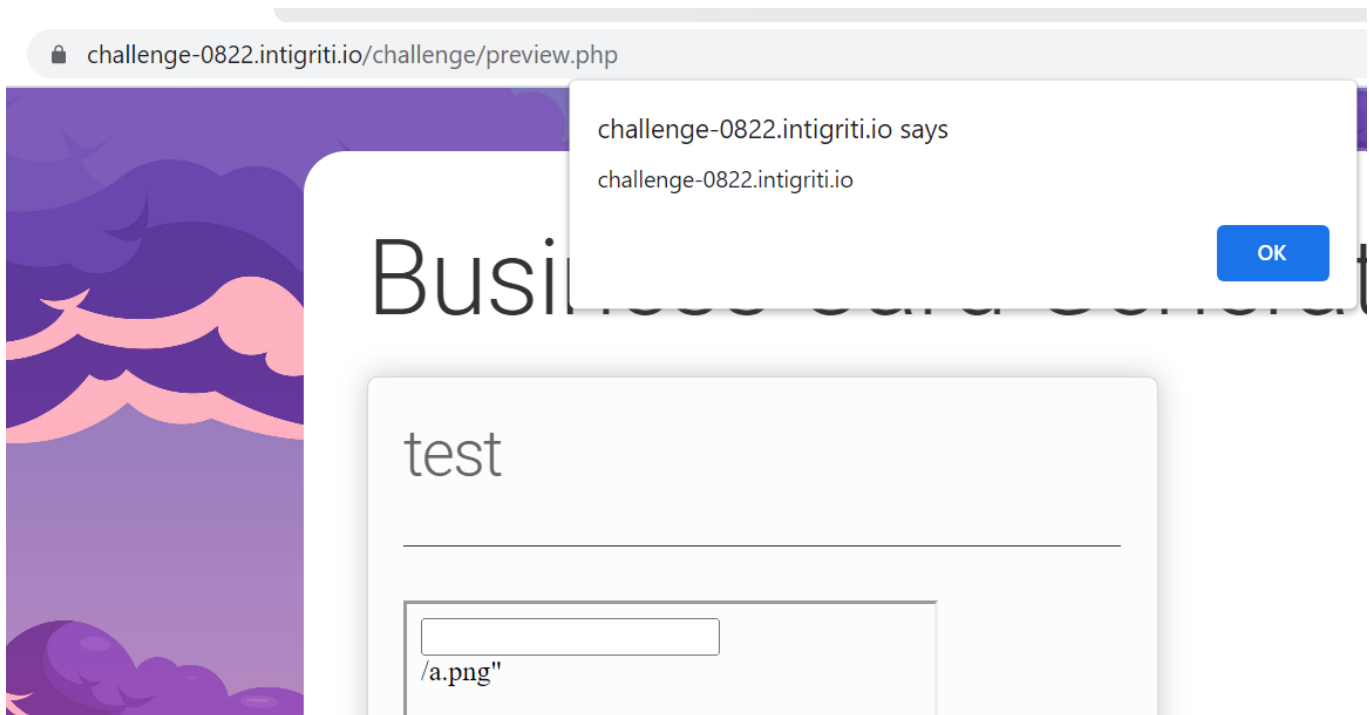 challenge-0822.intigriti.io/challenge/preview.php
challenge-0822.intigriti.io says
challenge-0822.intigriti.io
OK
test
/a.png"